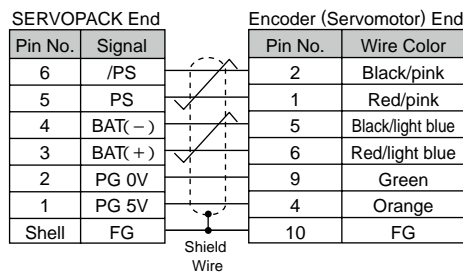 SERVOPACK End Encoder (Servomotor) End
Pin No. Signal Pin No. Wire Color
6 /PS 2 Black/pink
5 PS 1 Red/pink
4 BAT(－) 5 Black/light blue
3 BAT(＋) 6 Red/light blue
2 PG 0V 9 Green
1 PG 5V 4 Orange
Shell FG 10 FG
Shield
Wire